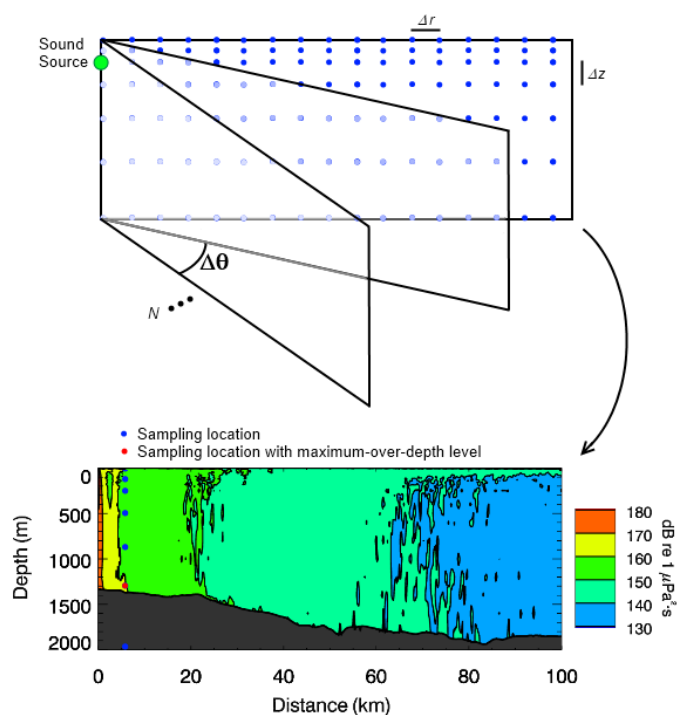 Δr
Sound
Source
Δz
Δθ
N
Sampling location
Sampling location with maximum-over-depth level
0
500
1000
1500
2000
Depth (m)
0 20 40 60 80 100
Distance (km)
180
170
160
150
140
130
dB re 1 µPa²·s